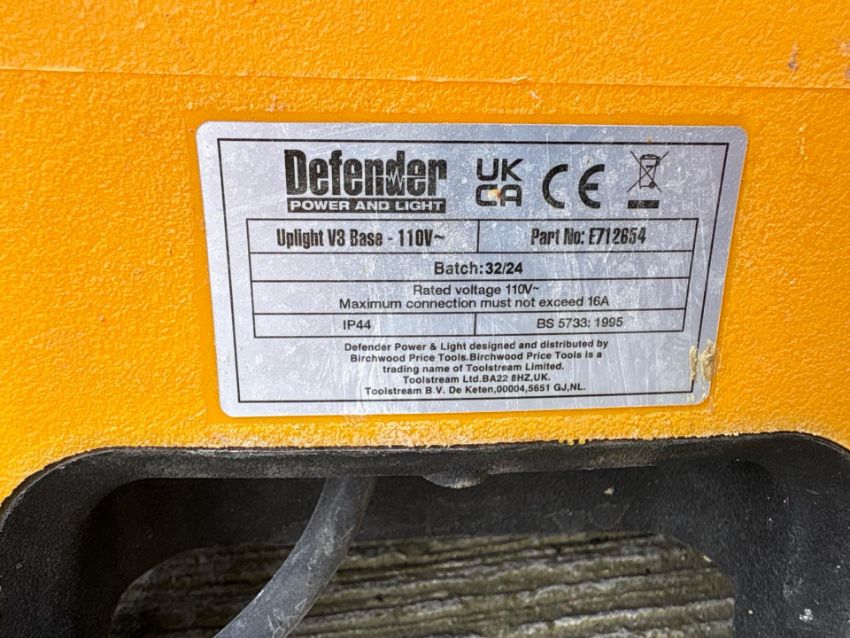 Defender
POWER AND LIGHT
UK
CA
CE
Uplight V3 Base - 110V~
Part No: E712654
Batch: 32/24
Rated voltage 110V~
Maximum connection must not exceed 16A
IP44
BS 5733: 1995
Defender Power & Light designed and distributed by
Birchwood Price Tools.Birchwood Price Tools is a
trading name of Toolstream Limited.
Toolstream Ltd.BA22 8HZ,UK.
Toolstream B.V. De Keten,00004,5651 GJ,NL.